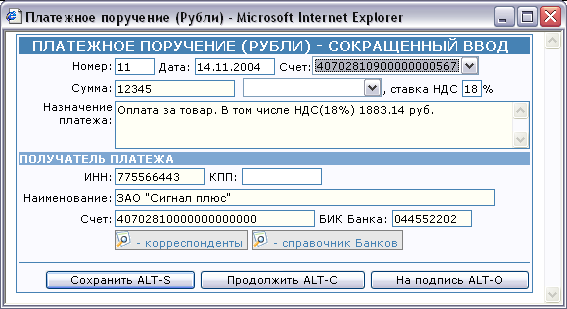 Платежное поручение (Рубли) - Microsoft Internet Explorer
ПЛАТЕЖНОЕ ПОРУЧЕНИЕ (РУБЛИ) - СОКРАЩЕННЫЙ ВВОД
Номер: 11 Дата: 14.11.2004 Счет: 40702810900000000567
Сумма: 12345 , ставка НДС 18 %
Назначение платежа: Оплата за товар. В том числе НДС(18%) 1883.14 руб.
ПОЛУЧАТЕЛЬ ПЛАТЕЖА
ИНН: 775566443 КПП:
Наименование: ЗАО "Сигнал плюс"
Счет: 40702810000000000000 БИК Банка: 044552202
- корреспонденты - справочник Банков
Сохранить ALT-S Продолжить ALT-C На подпись ALT-O